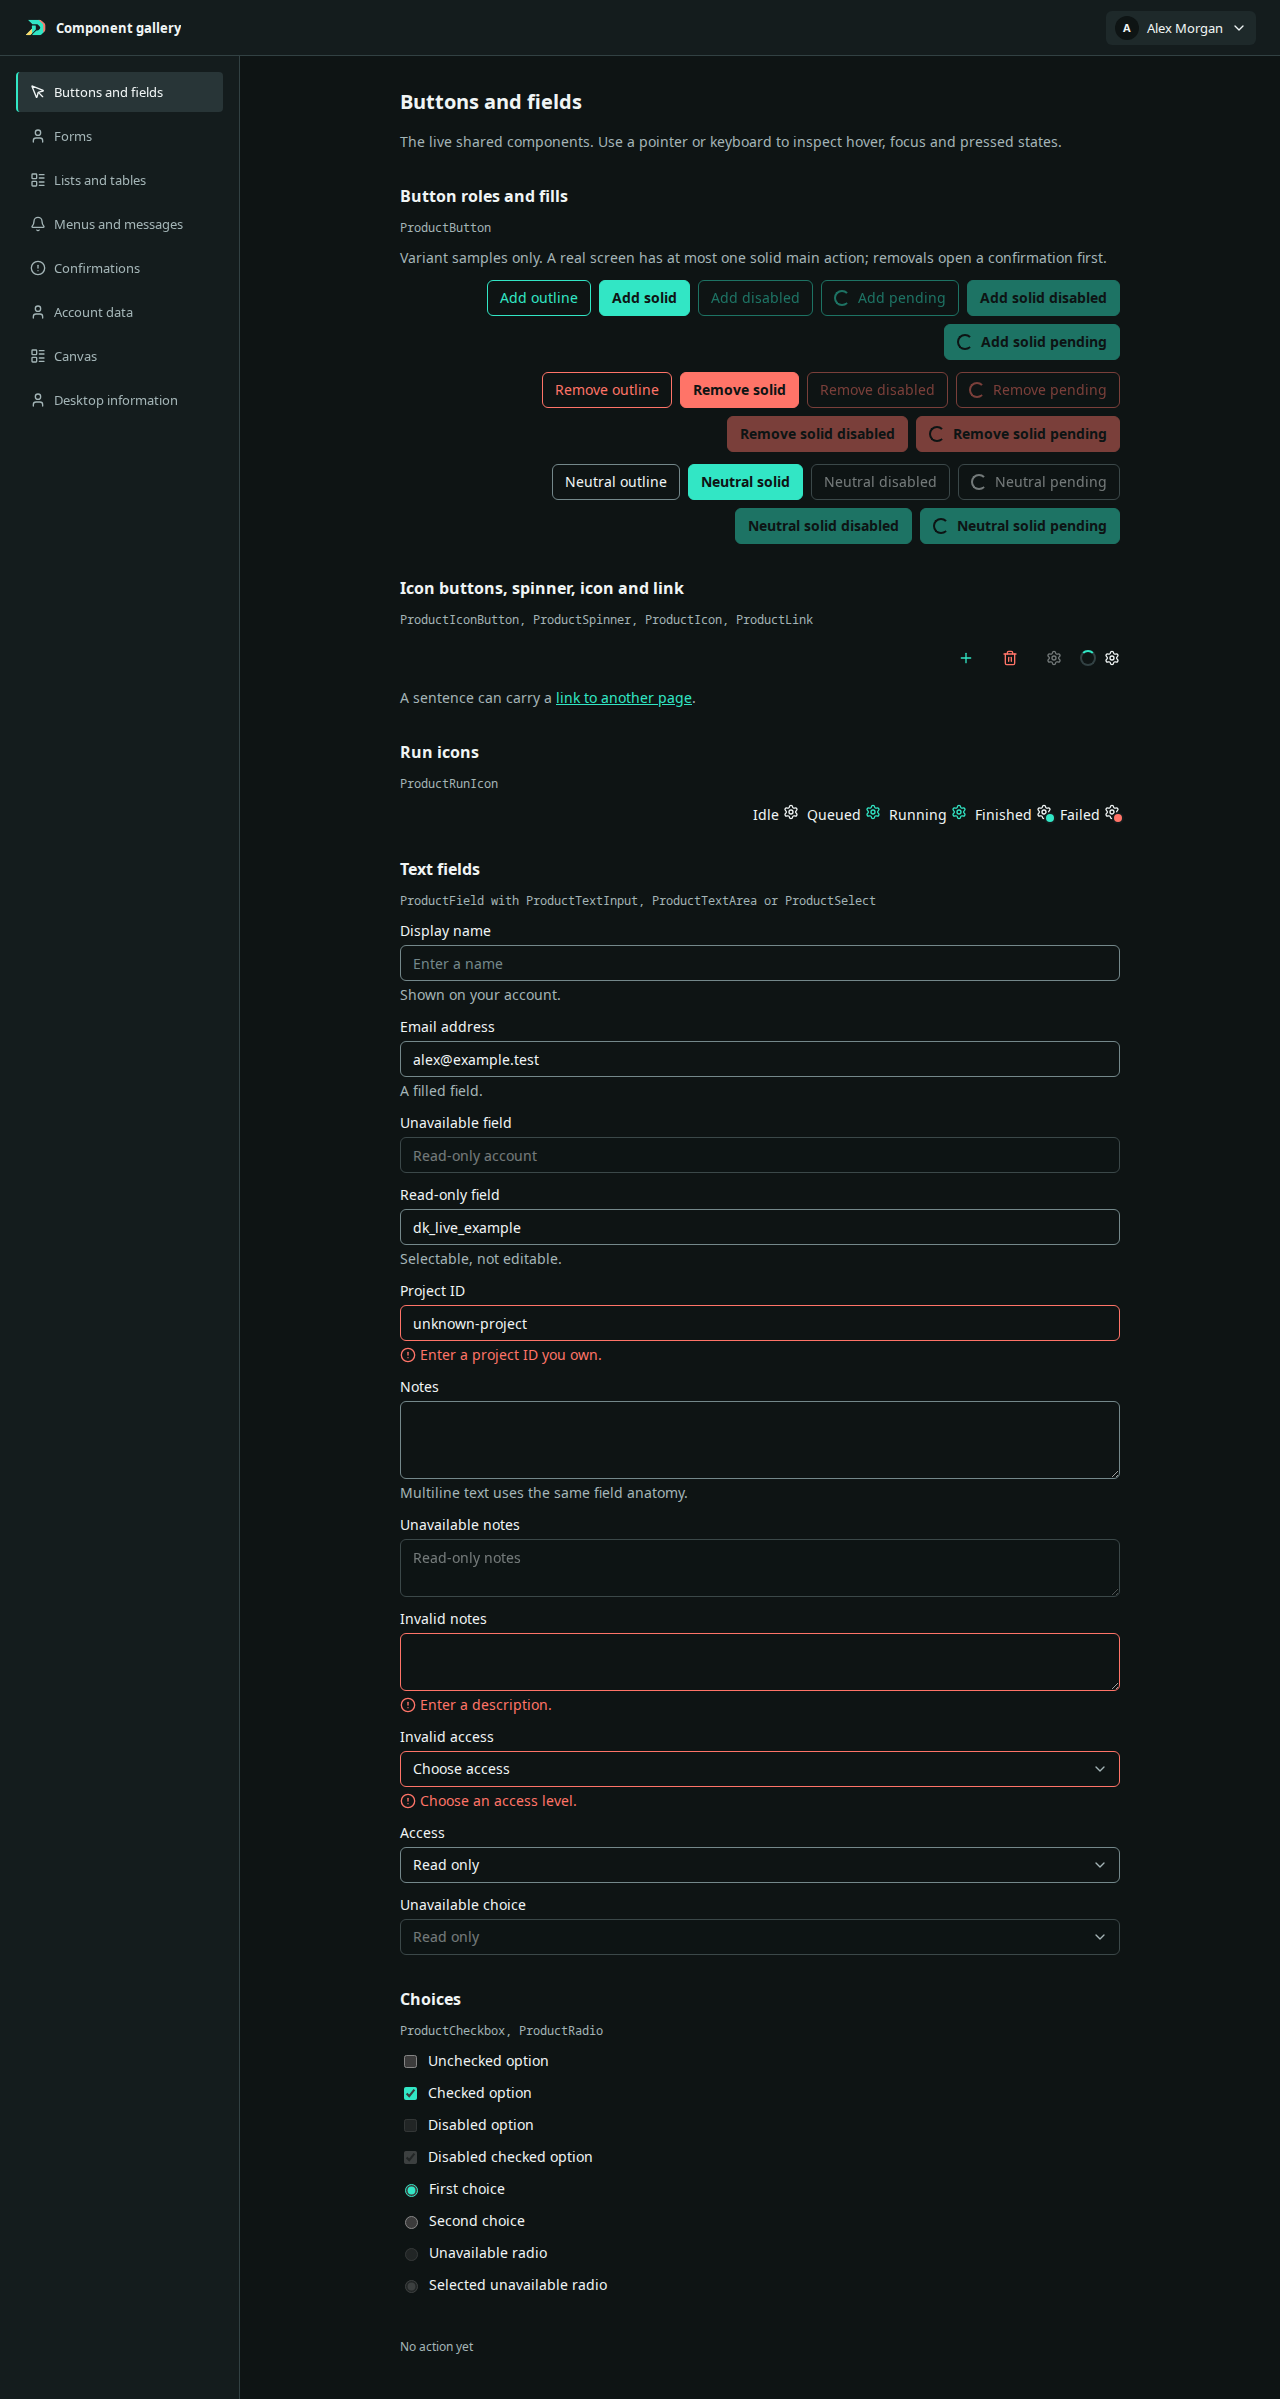 Component gallery
A Alex Morgan
Buttons and fields
Forms
Lists and tables
Menus and messages
Confirmations
Account data
Canvas
Desktop information
Buttons and fields
The live shared components. Use a pointer or keyboard to inspect hover, focus and pressed states.
Button roles and fills
ProductButton
Variant samples only. A real screen has at most one solid main action; removals open a confirmation first.
Add outline Add solid Add disabled Add pending Add solid disabled
Add solid pending
Remove outline Remove solid Remove disabled Remove pending
Remove solid disabled Remove solid pending
Neutral outline Neutral solid Neutral disabled Neutral pending
Neutral solid disabled Neutral solid pending
Icon buttons, spinner, icon and link
ProductIconButton, ProductSpinner, ProductIcon, ProductLink
A sentence can carry a link to another page.
Run icons
ProductRunIcon
Idle Queued Running Finished Failed
Text fields
ProductField with ProductTextInput, ProductTextArea or ProductSelect
Display name
Enter a name
Shown on your account.
Email address
alex@example.test
A filled field.
Unavailable field
Read-only account
Read-only field
dk_live_example
Selectable, not editable.
Project ID
unknown-project
Enter a project ID you own.
Notes
Multiline text uses the same field anatomy.
Unavailable notes
Read-only notes
Invalid notes
Enter a description.
Invalid access
Choose access
Choose an access level.
Access
Read only
Unavailable choice
Read only
Choices
ProductCheckbox, ProductRadio
Unchecked option
Checked option
Disabled option
Disabled checked option
First choice
Second choice
Unavailable radio
Selected unavailable radio
No action yet